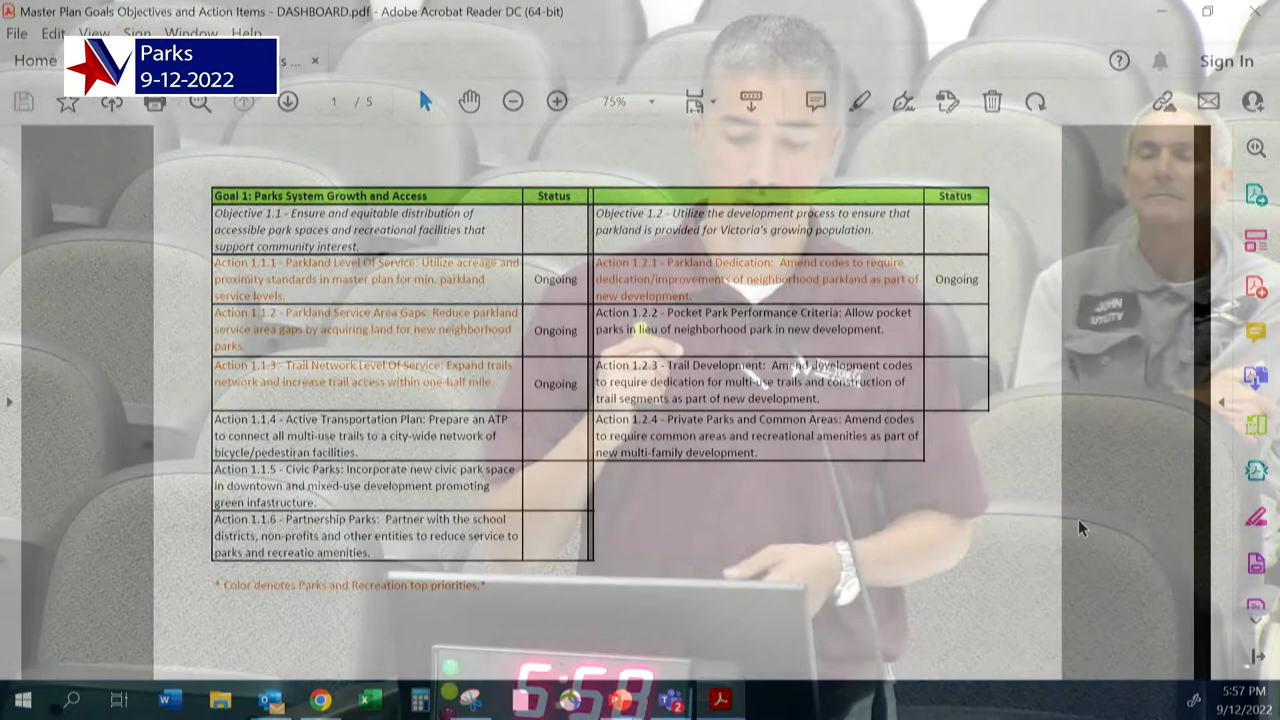 Master Plan Goals Objectives and Action Items - DASHBOARD.pdf - Adobe Acrobat Reader DC (64-bit)
File Edit View Sign Window Help
Home
Parks
9-12-2022
s ... ×
Sign In
1 / 5
75%
Goal 1: Parks System Growth and Access
Status
Status
Objective 1.1 - Ensure and equitable distribution of
accessible park spaces and recreational facilities that
support community interest.
Objective 1.2 - Utilize the development process to ensure that
parkland is provided for Victoria's growing population.
Action 1.1.1 - Parkland Level Of Service: Utilize acreage and
proximity standards in master plan for min. parkland
service levels.
Ongoing
Action 1.2.1 - Parkland Dedication: Amend codes to require
dedication/improvements of neighborhood parkland as part of
new development.
Ongoing
Action 1.1.2 - Parkland Service Area Gaps: Reduce parkland
service area gaps by acquiring land for new neighborhood
parks.
Ongoing
Action 1.2.2 - Pocket Park Performance Criteria: Allow pocket
parks in lieu of neighborhood park in new development.
Action 1.1.3 - Trail Network Level Of Service: Expand trails
network and increase trail access within one-half mile.
Ongoing
Action 1.2.3 - Trail Development: Amend development codes
to require dedication for multi-use trails and construction of
trail segments as part of new development.
Action 1.1.4 - Active Transportation Plan: Prepare an ATP
to connect all multi-use trails to a city-wide network of
bicycle/pedestiran facilities.
Action 1.2.4 - Private Parks and Common Areas: Amend codes
to require common areas and recreational amenities as part of
new multi-family development.
Action 1.1.5 - Civic Parks: Incorporate new civic park space
in downtown and mixed-use development promoting
green infastructure.
Action 1.1.6 - Partnership Parks: Partner with the school
districts, non-profits and other entities to reduce service to
parks and recreatio amenities.
* Color denotes Parks and Recreation top priorities.*
JOHN
UTILITY
5:58
5:57 PM
9/12/2022